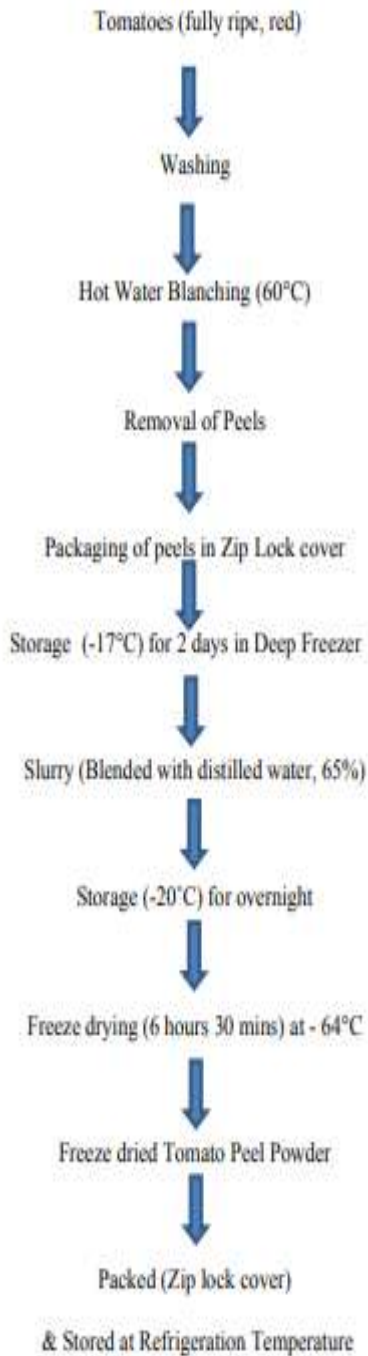 Tomatoes (fully ripe, red)
Washing
Hot Water Blanching (60°C)
Removal of Peels
Packaging of peels in Zip Lock cover
Storage (-17°C) for 2 days in Deep Freezer
Slurry (Blended with distilled water, 65%)
Storage (-20°C) for overnight
Freeze drying (6 hours 30 mins) at - 64°C
Freeze dried Tomato Peel Powder
Packed (Zip lock cover)
& Stored at Refrigeration Temperature